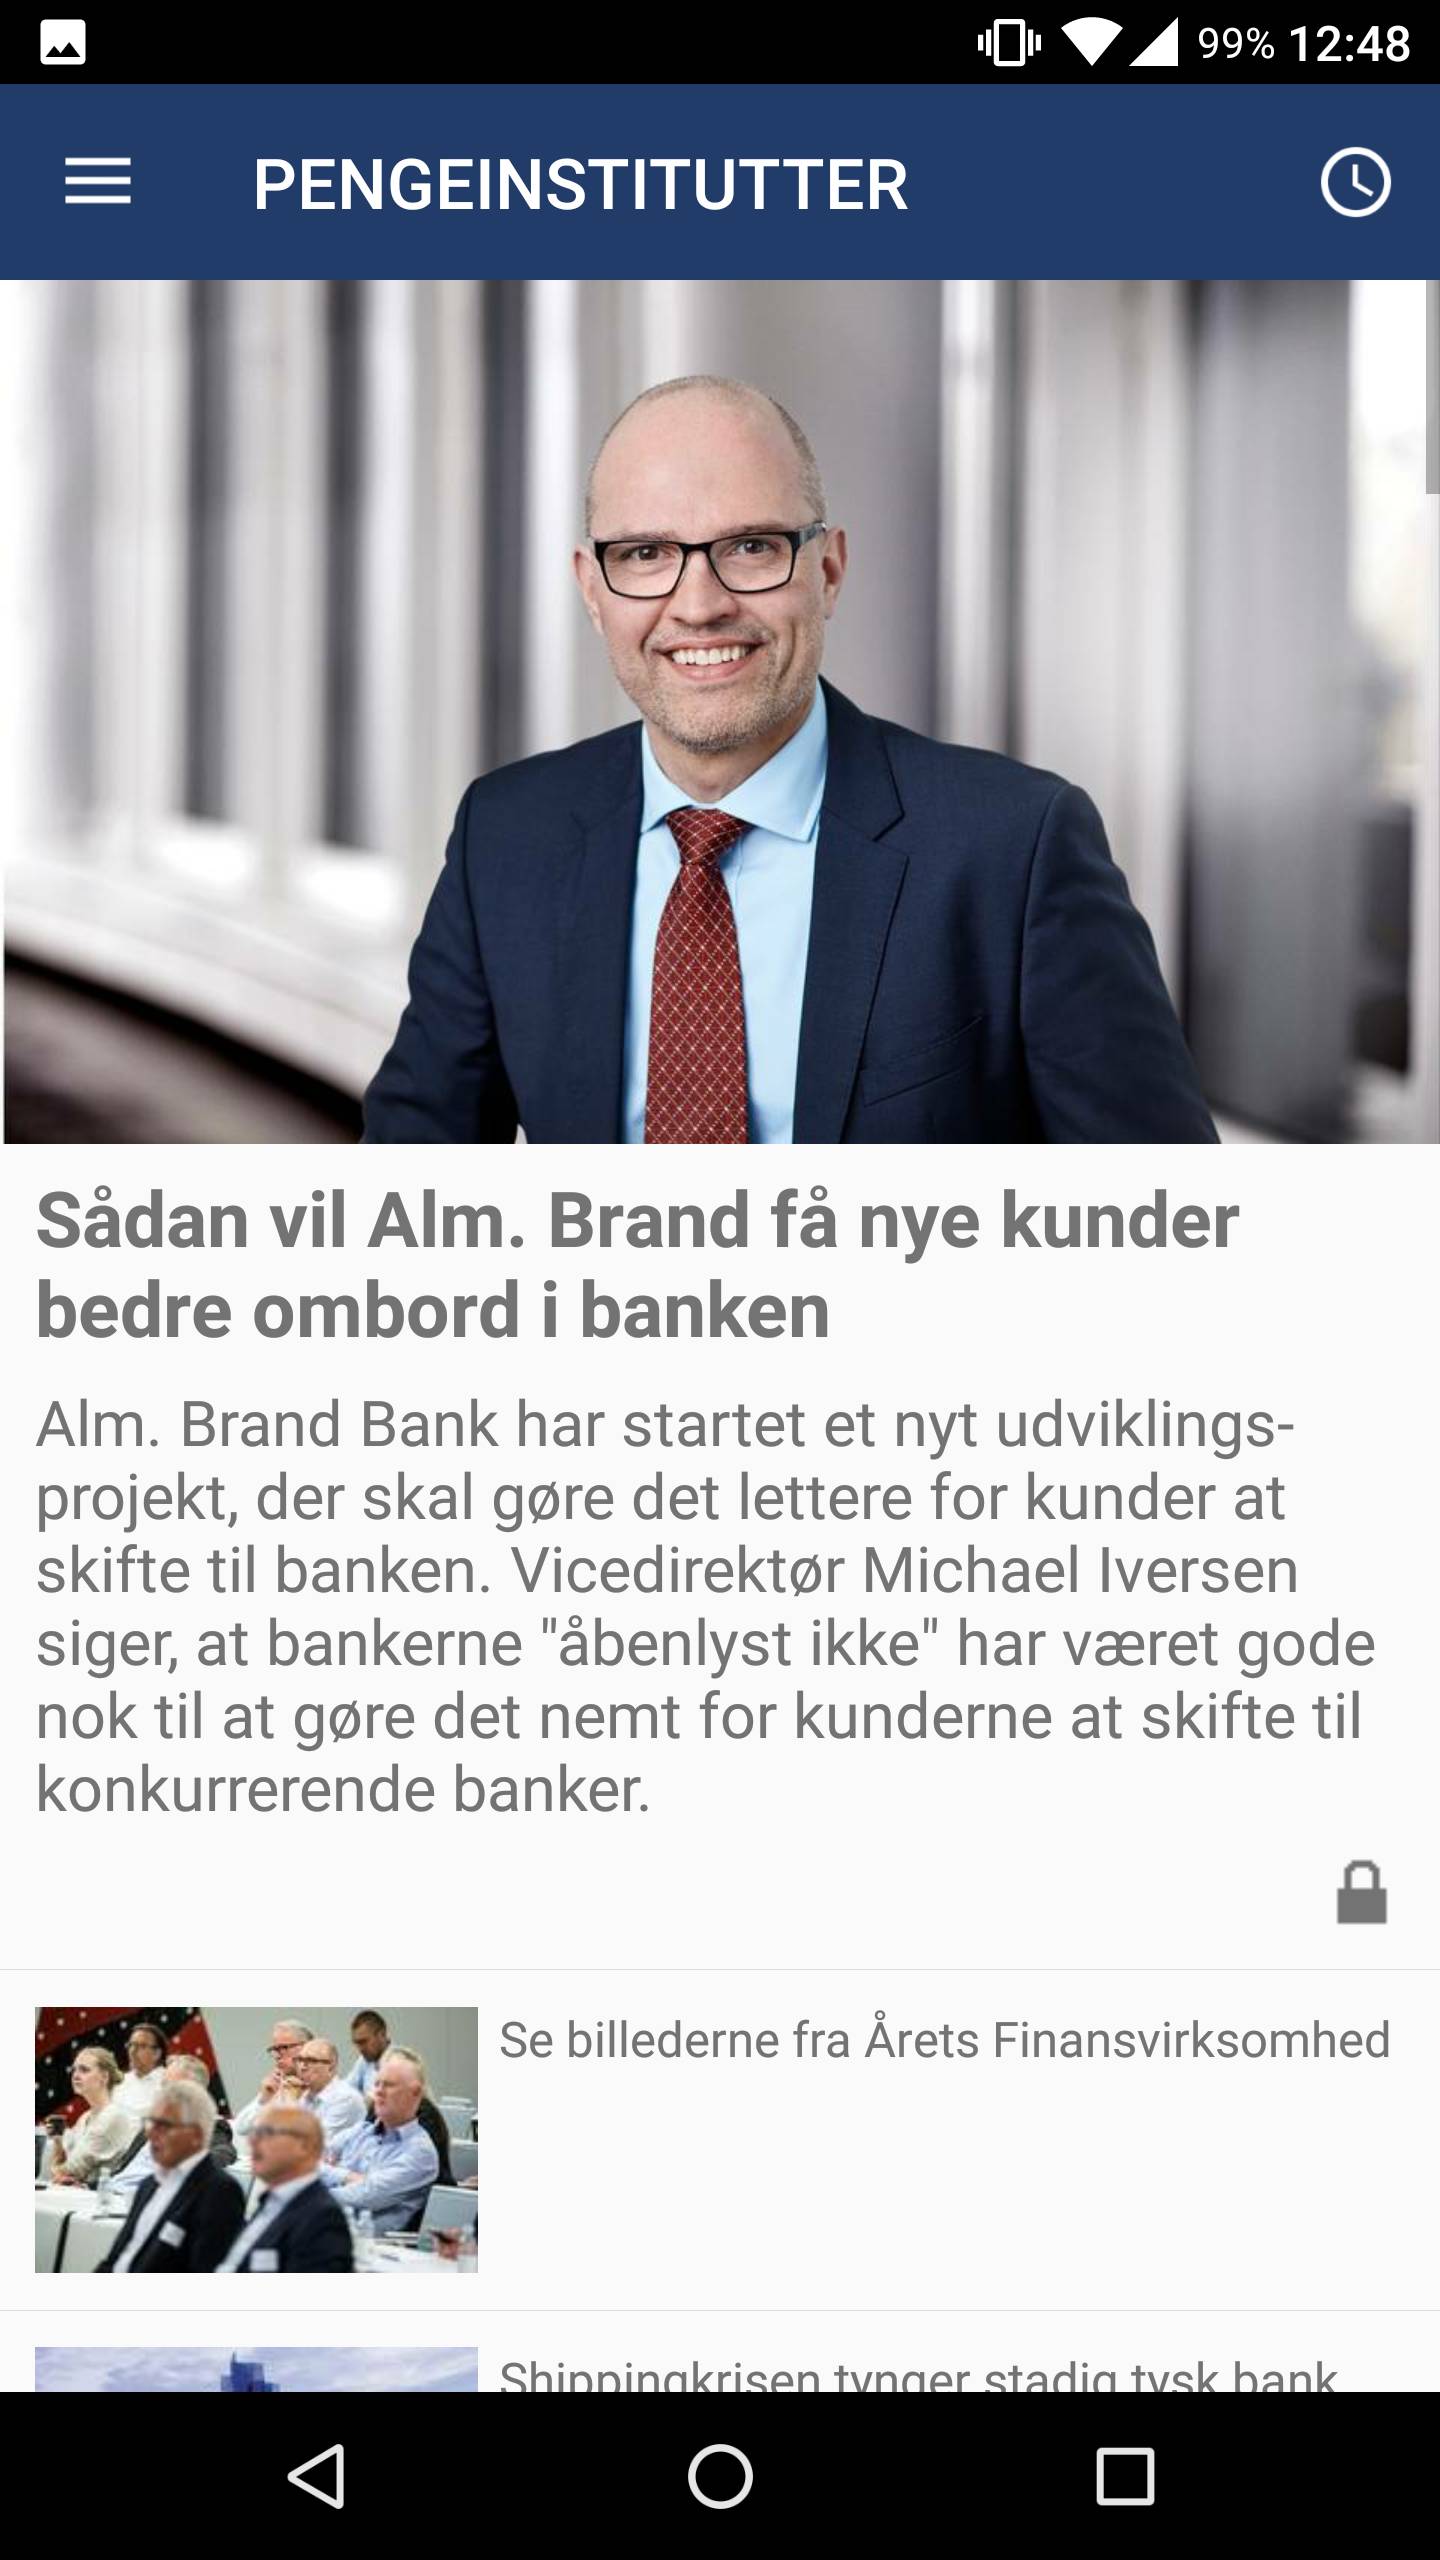 99% 12:48
PENGEINSTITUTTER
Sådan vil Alm. Brand få nye kunder
bedre ombord i banken
Alm. Brand Bank har startet et nyt udviklings-
projekt, der skal gøre det lettere for kunder at
skifte til banken. Vicedirektør Michael Iversen
siger, at bankerne "åbenlyst ikke" har været gode
nok til at gøre det nemt for kunderne at skifte til
konkurrerende banker.
Se billederne fra Årets Finansvirksomhed
Shippingkrisen tynger stadig tysk bank